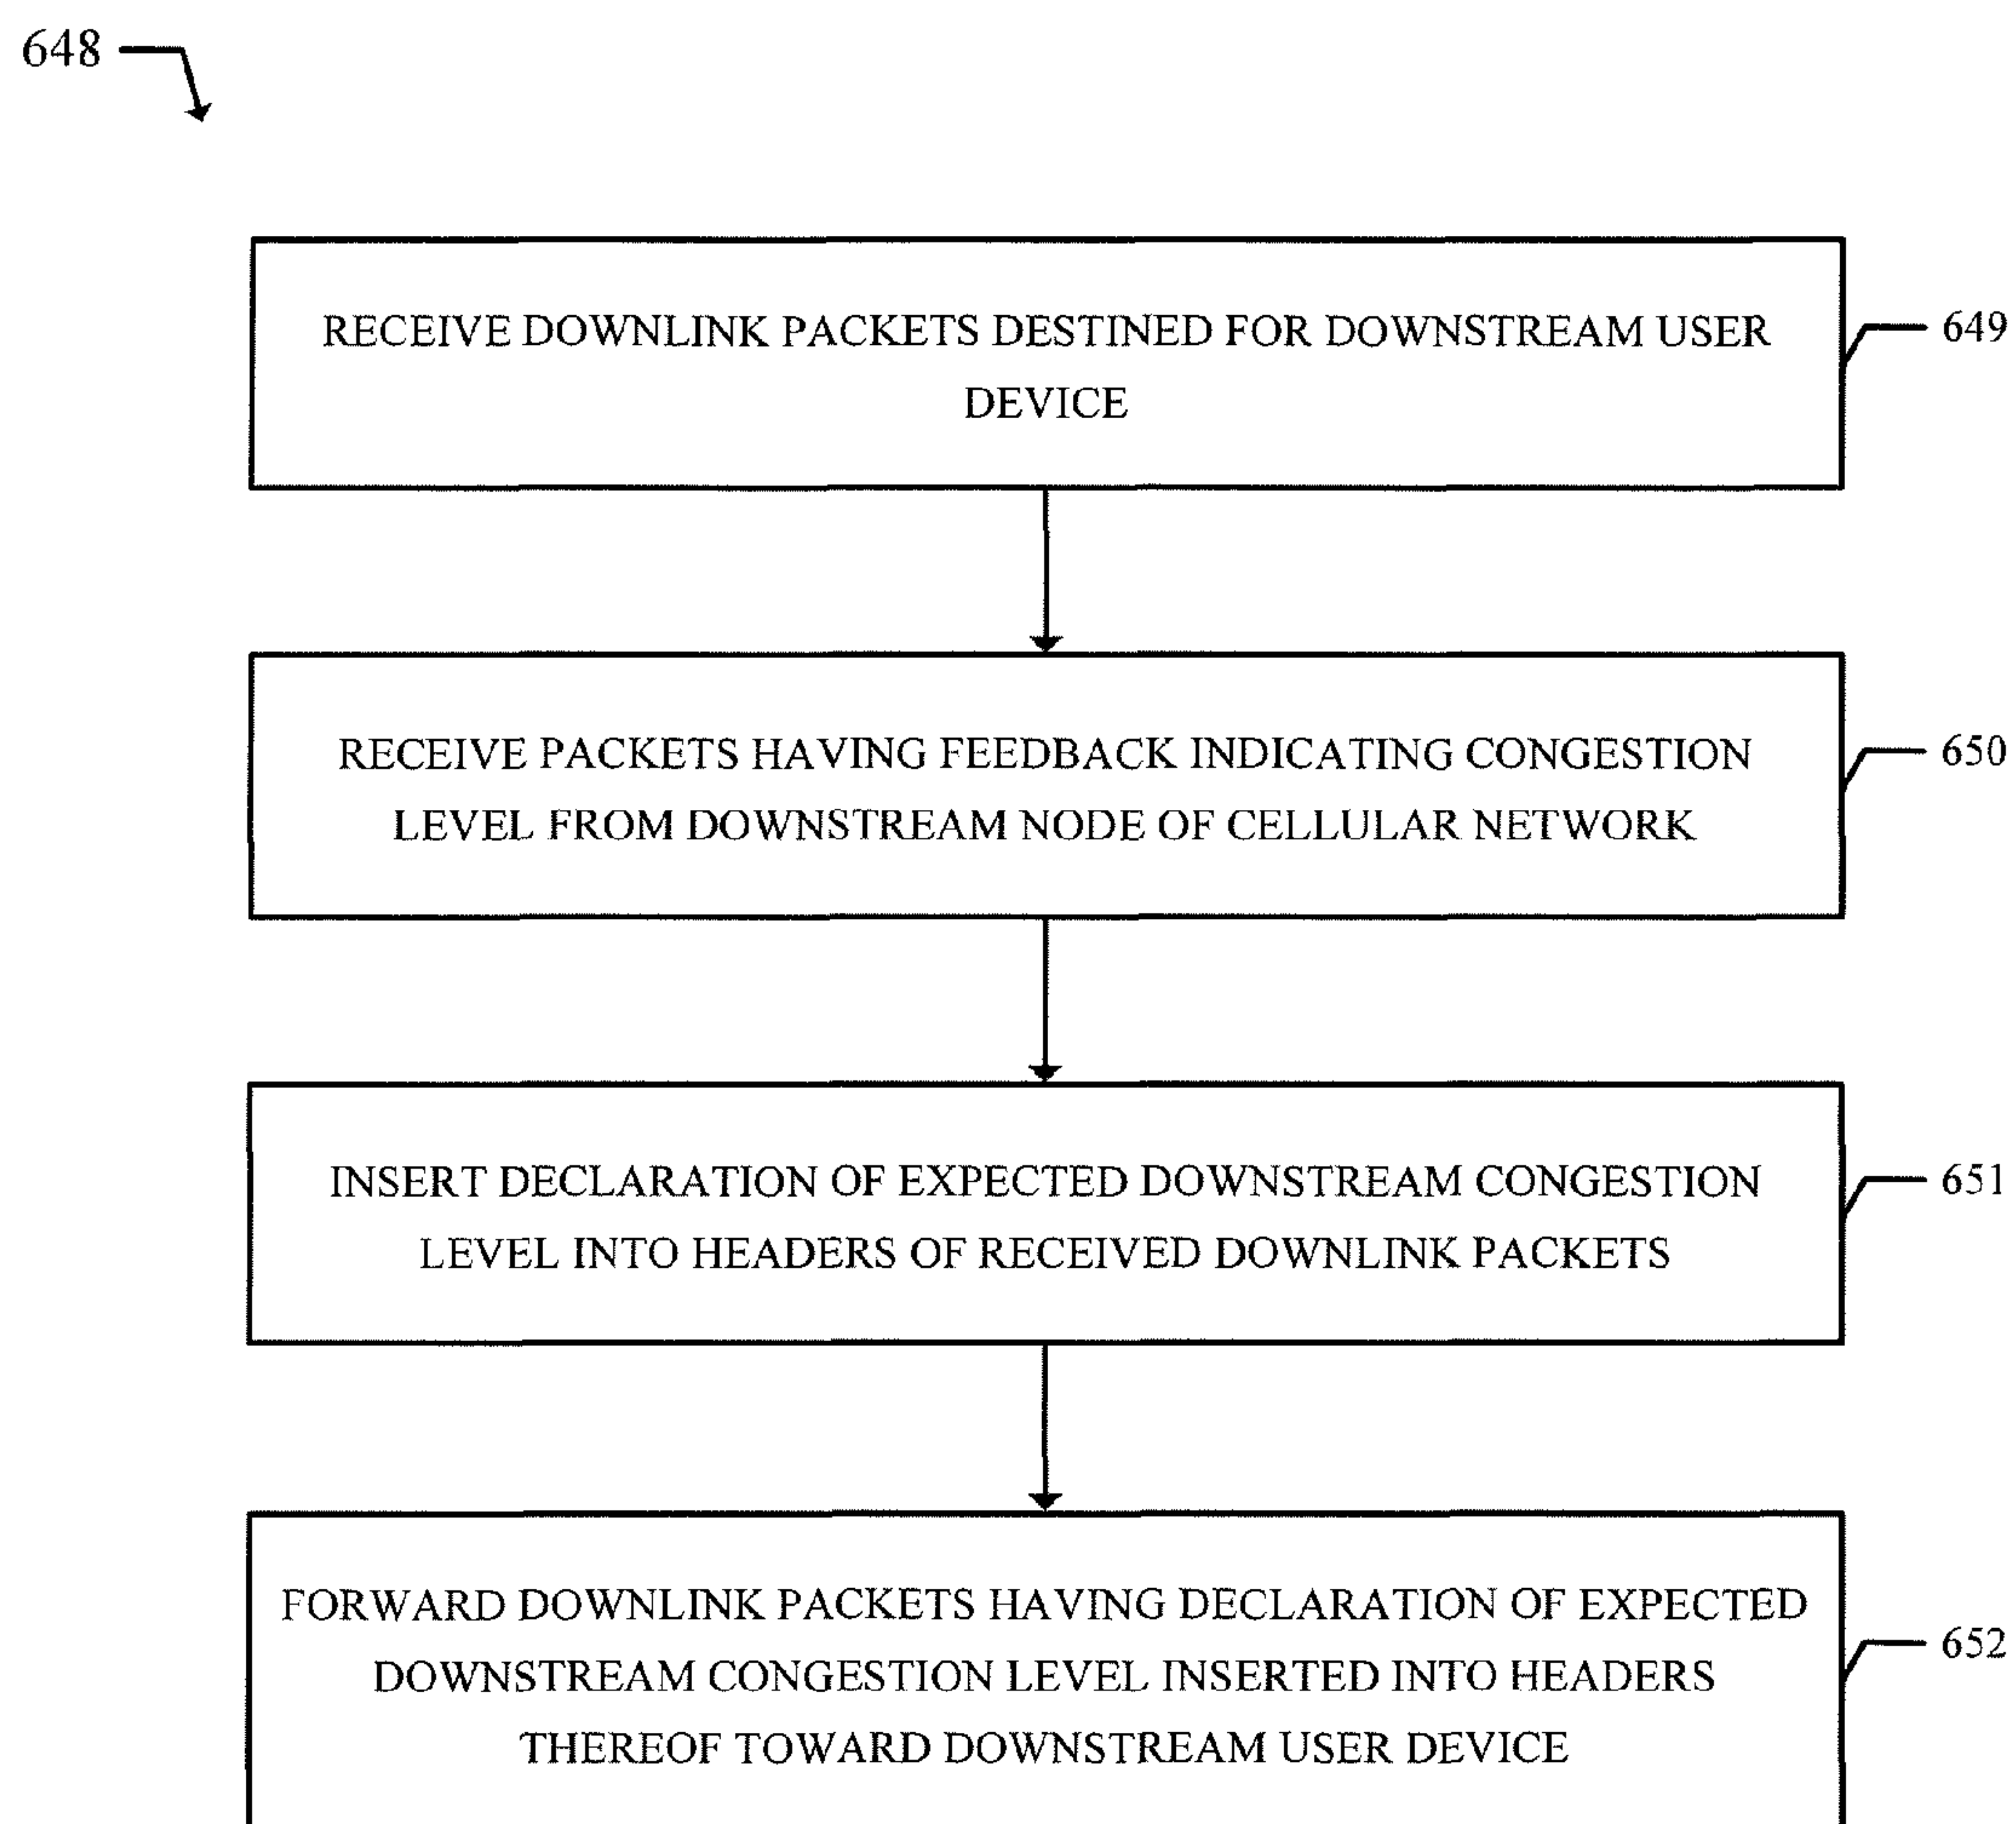 648
RECEIVE DOWNLINK PACKETS DESTINED FOR DOWNSTREAM USER
DEVICE
649
RECEIVE PACKETS HAVING FEEDBACK INDICATING CONGESTION
LEVEL FROM DOWNSTREAM NODE OF CELLULAR NETWORK
650
INSERT DECLARATION OF EXPECTED DOWNSTREAM CONGESTION
LEVEL INTO HEADERS OF RECEIVED DOWNLINK PACKETS
651
FORWARD DOWNLINK PACKETS HAVING DECLARATION OF EXPECTED
DOWNSTREAM CONGESTION LEVEL INSERTED INTO HEADERS
THEREOF TOWARD DOWNSTREAM USER DEVICE
652